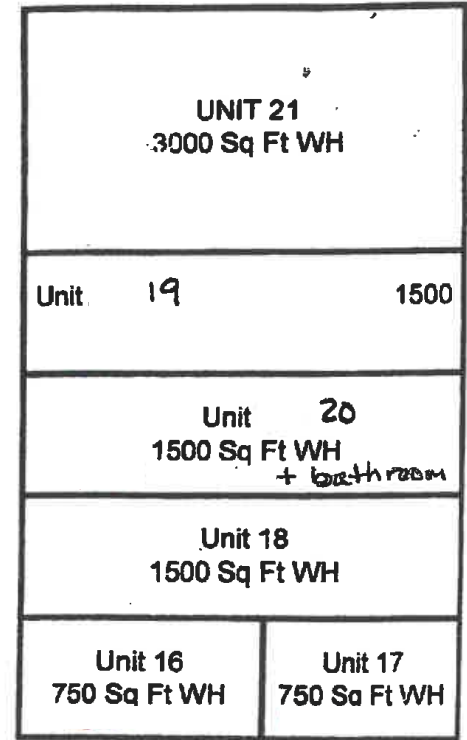 UNIT 21
3000 Sq Ft WH
Unit 19 1500
Unit 20
1500 Sq Ft WH
+ bathroom
Unit 18
1500 Sq Ft WH
Unit 16
750 Sq Ft WH
Unit 17
750 Sq Ft WH